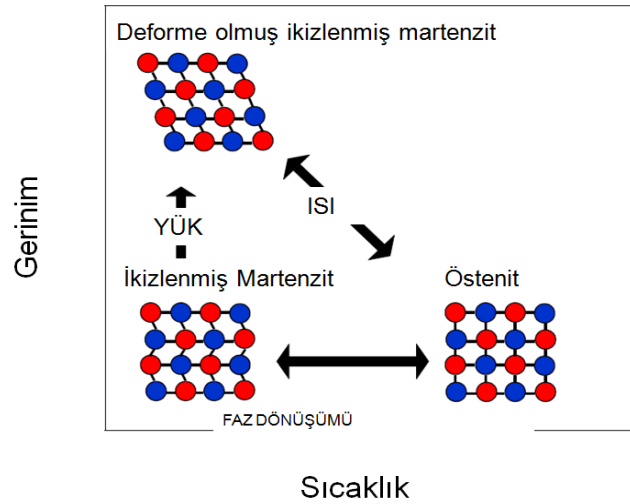 Deforme olmuş ikizlenmiş martenzit
ISI
YÜK
Gerinim
İkizlenmiş Martenzit
Östenit
FAZ DÖNÜŞÜMÜ
Sıcaklık